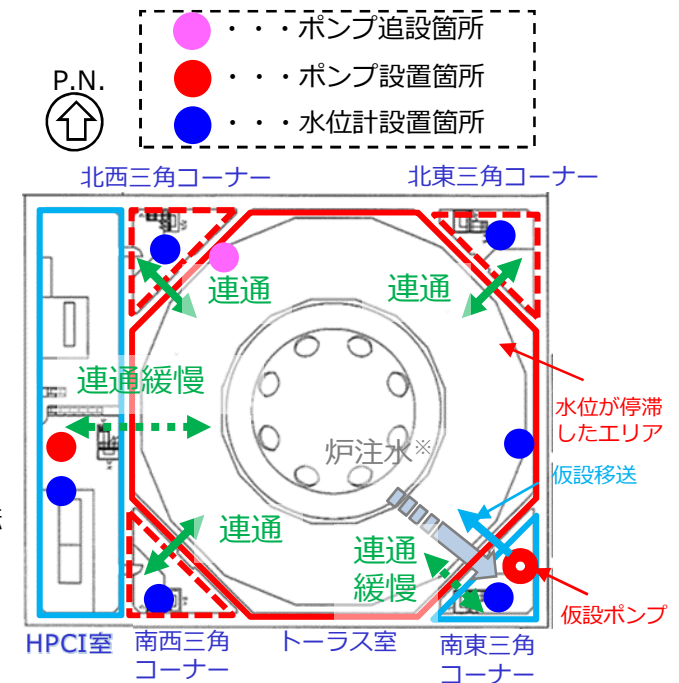 ・・・ポンプ追設箇所
・・・ポンプ設置箇所
・・・水位計設置箇所
P.N.
北西三角コーナー
北東三角コーナー
連通
連通
連通緩慢
水位が停滞
したエリア
炉注水※
仮設移送
連通
連通
緩慢
仮設ポンプ
HPCI室
南西三角
コーナー
トーラス室
南東三角
コーナー